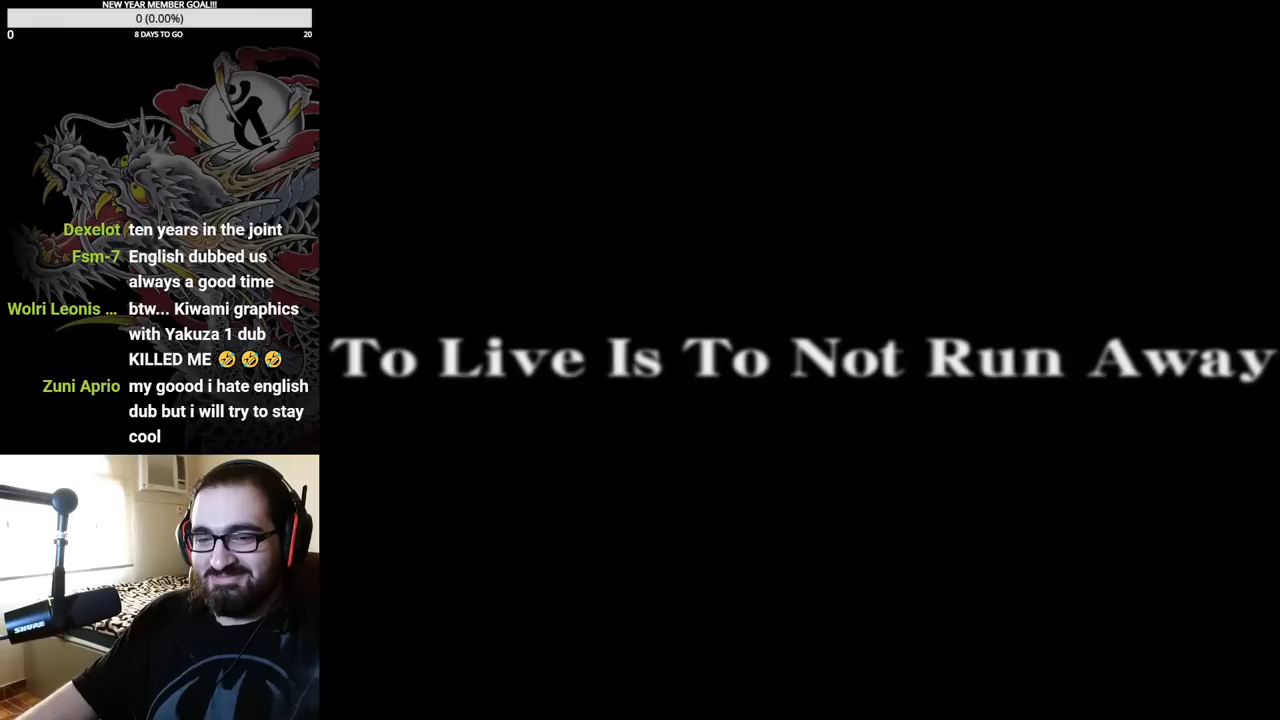 NEW YEAR MEMBER GOAL!!!
0 (0.00%)
0 8 DAYS TO GO 20
Dexelot ten years in the joint
Fsm-7 English dubbed us
always a good time
Wolri Leonis ... btw... Kiwami graphics
with Yakuza 1 dub
KILLED ME 🤣 🤣 🤣
Zuni Aprio my goood i hate english
dub but i will try to stay
cool
To Live Is To Not Run Away
SHURE